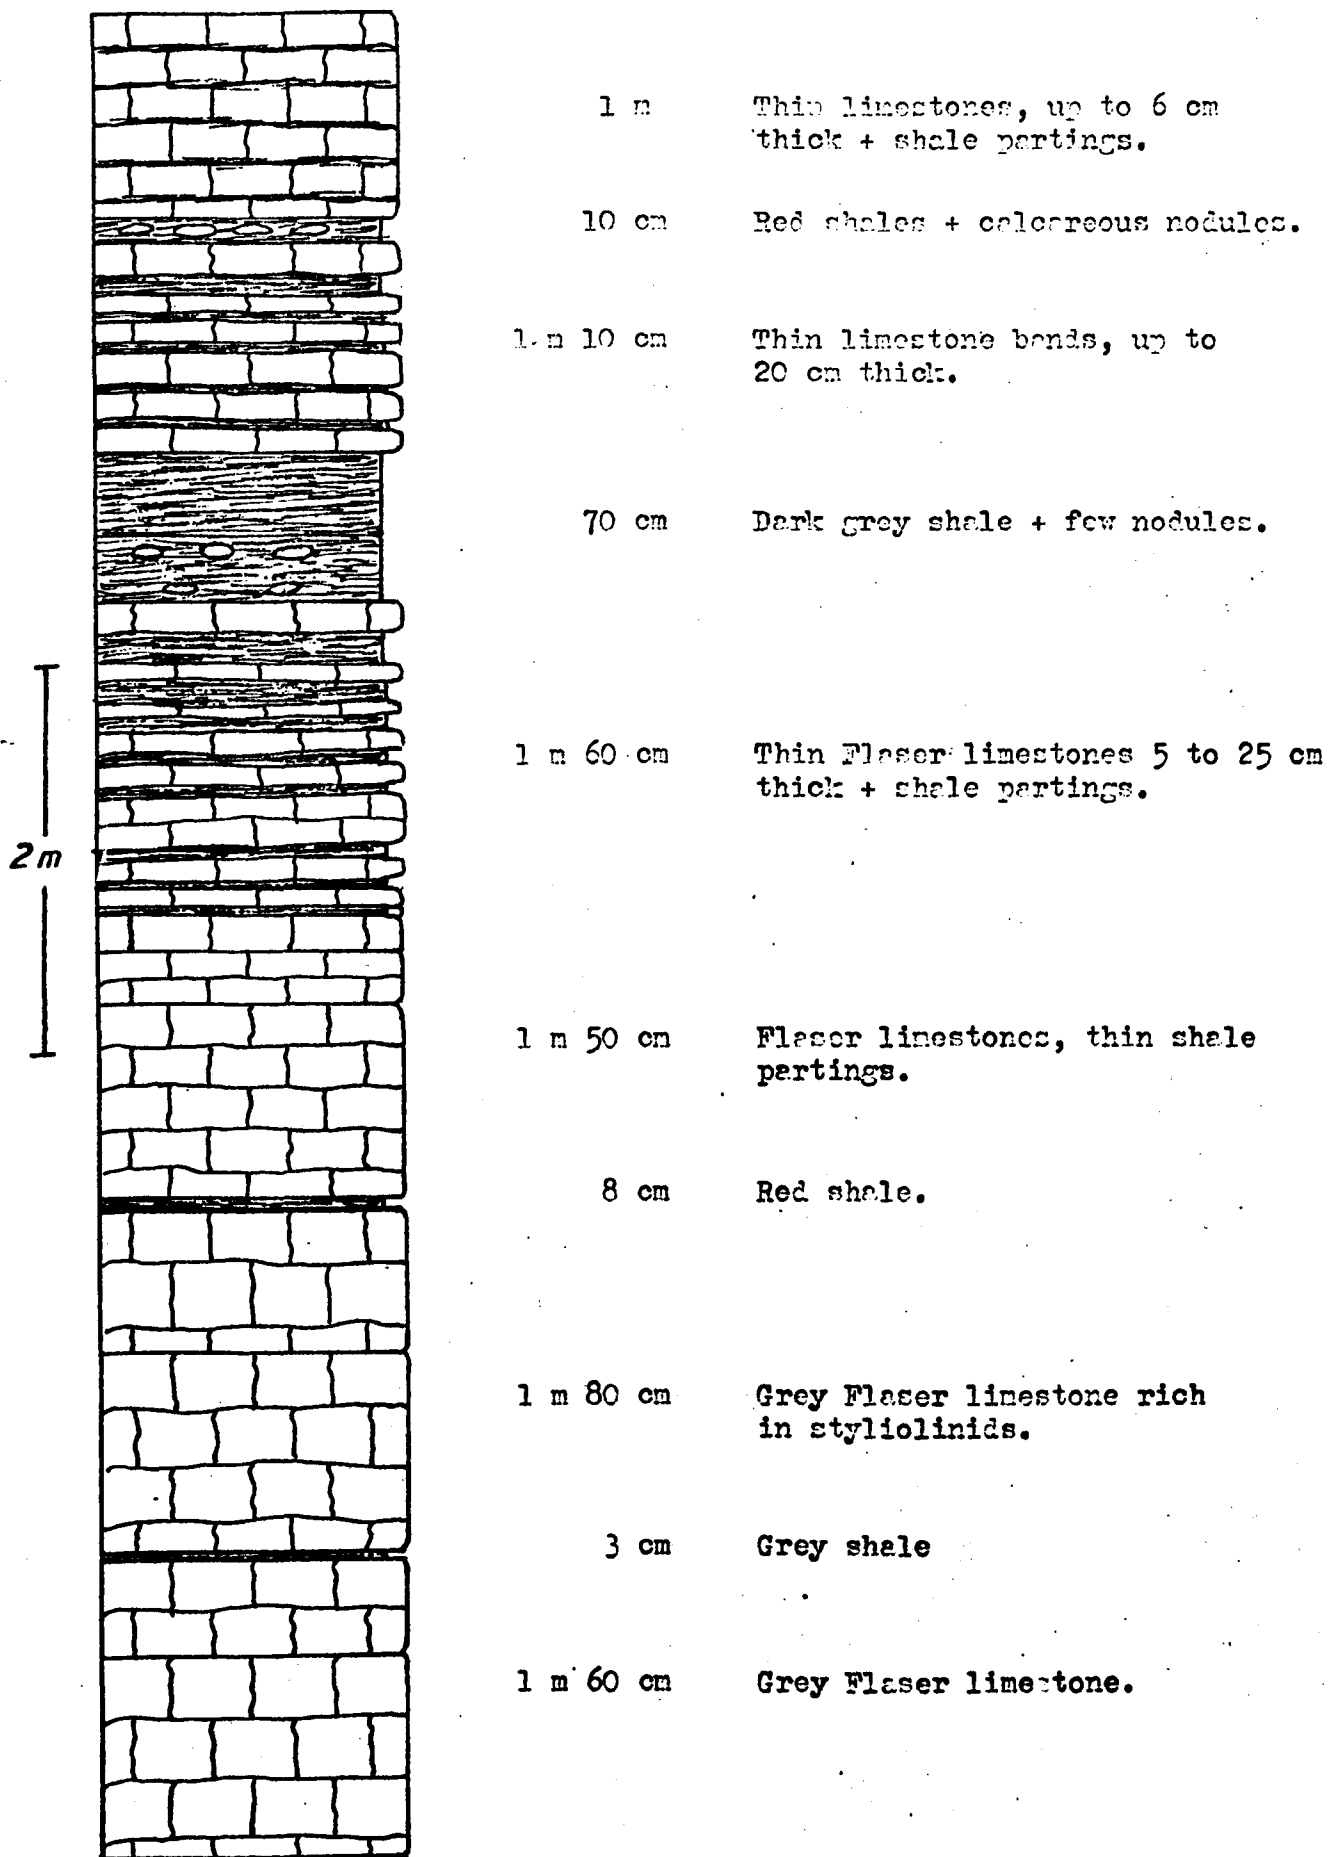 1 m Thin limestones, up to 6 cm
thick + shale partings.
10 cm Red shales + calcareous nodules.
1 m 10 cm Thin limestone bands, up to
20 cm thick.
70 cm Dark grey shale + few nodules.
1 m 60 cm Thin Flaser limestones 5 to 25 cm
thick + shale partings.
2m
1 m 50 cm Flaser limestones, thin shale
partings.
8 cm Red shale.
1 m 80 cm Grey Flaser limestone rich
in styliolinids.
3 cm Grey shale
1 m 60 cm Grey Flaser limestone.